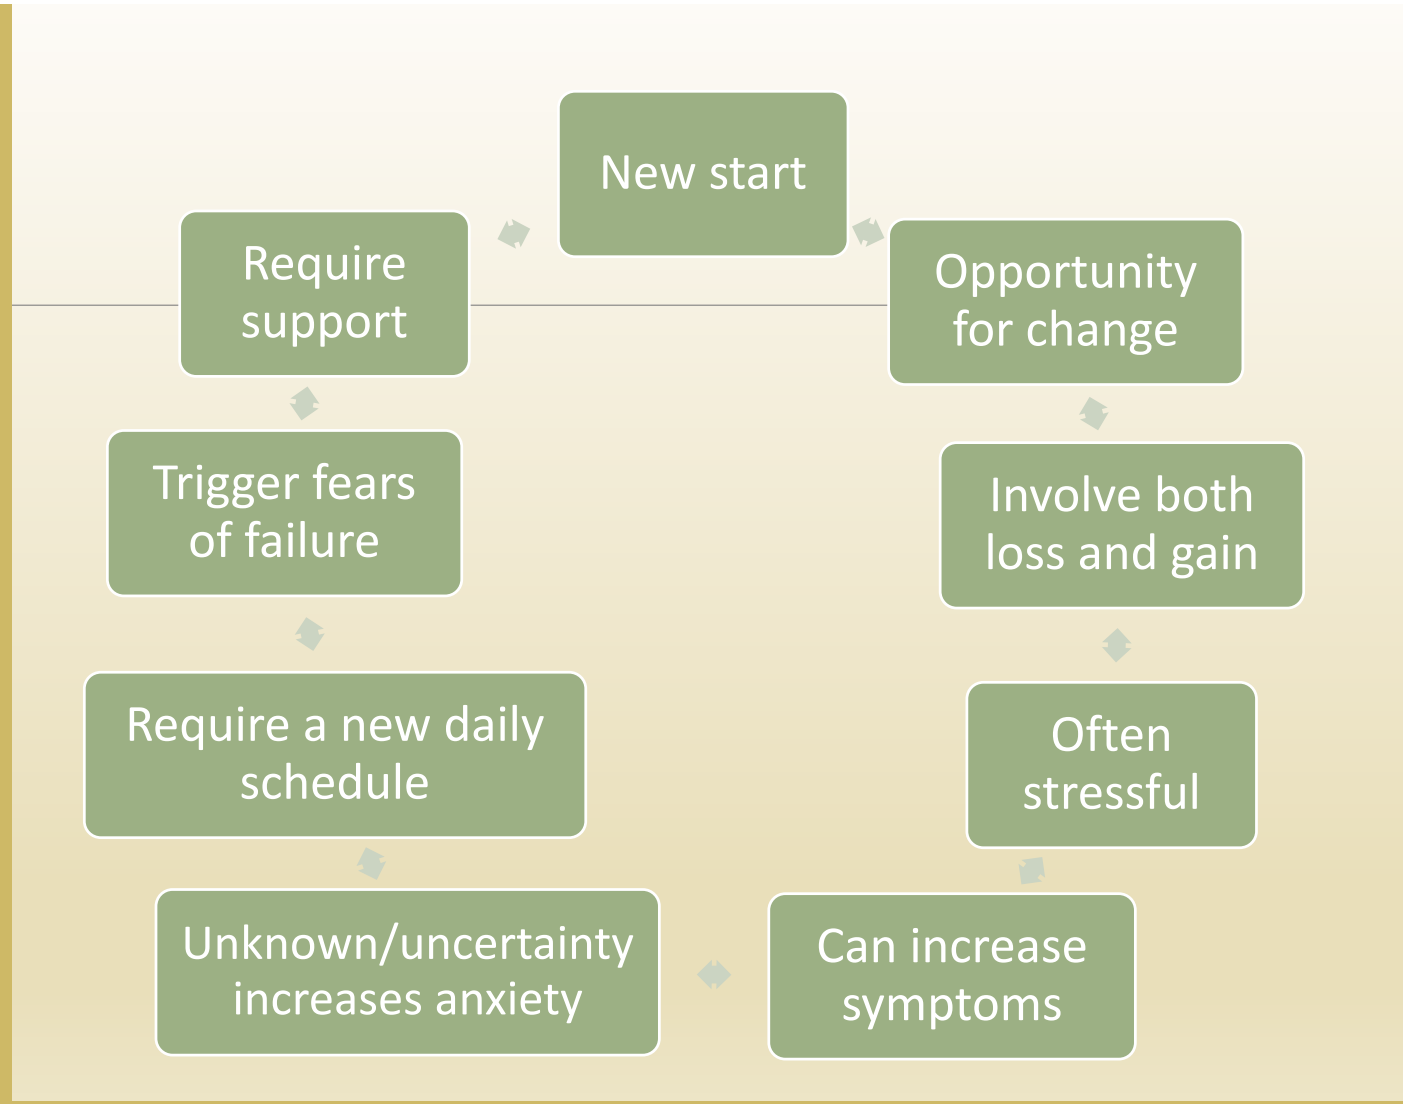 New start
Opportunity
for change
Involve both
loss and gain
Often
stressful
Can increase
symptoms
Unknown/uncertainty
increases anxiety
Require a new daily
schedule
Trigger fears
of failure
Require
support